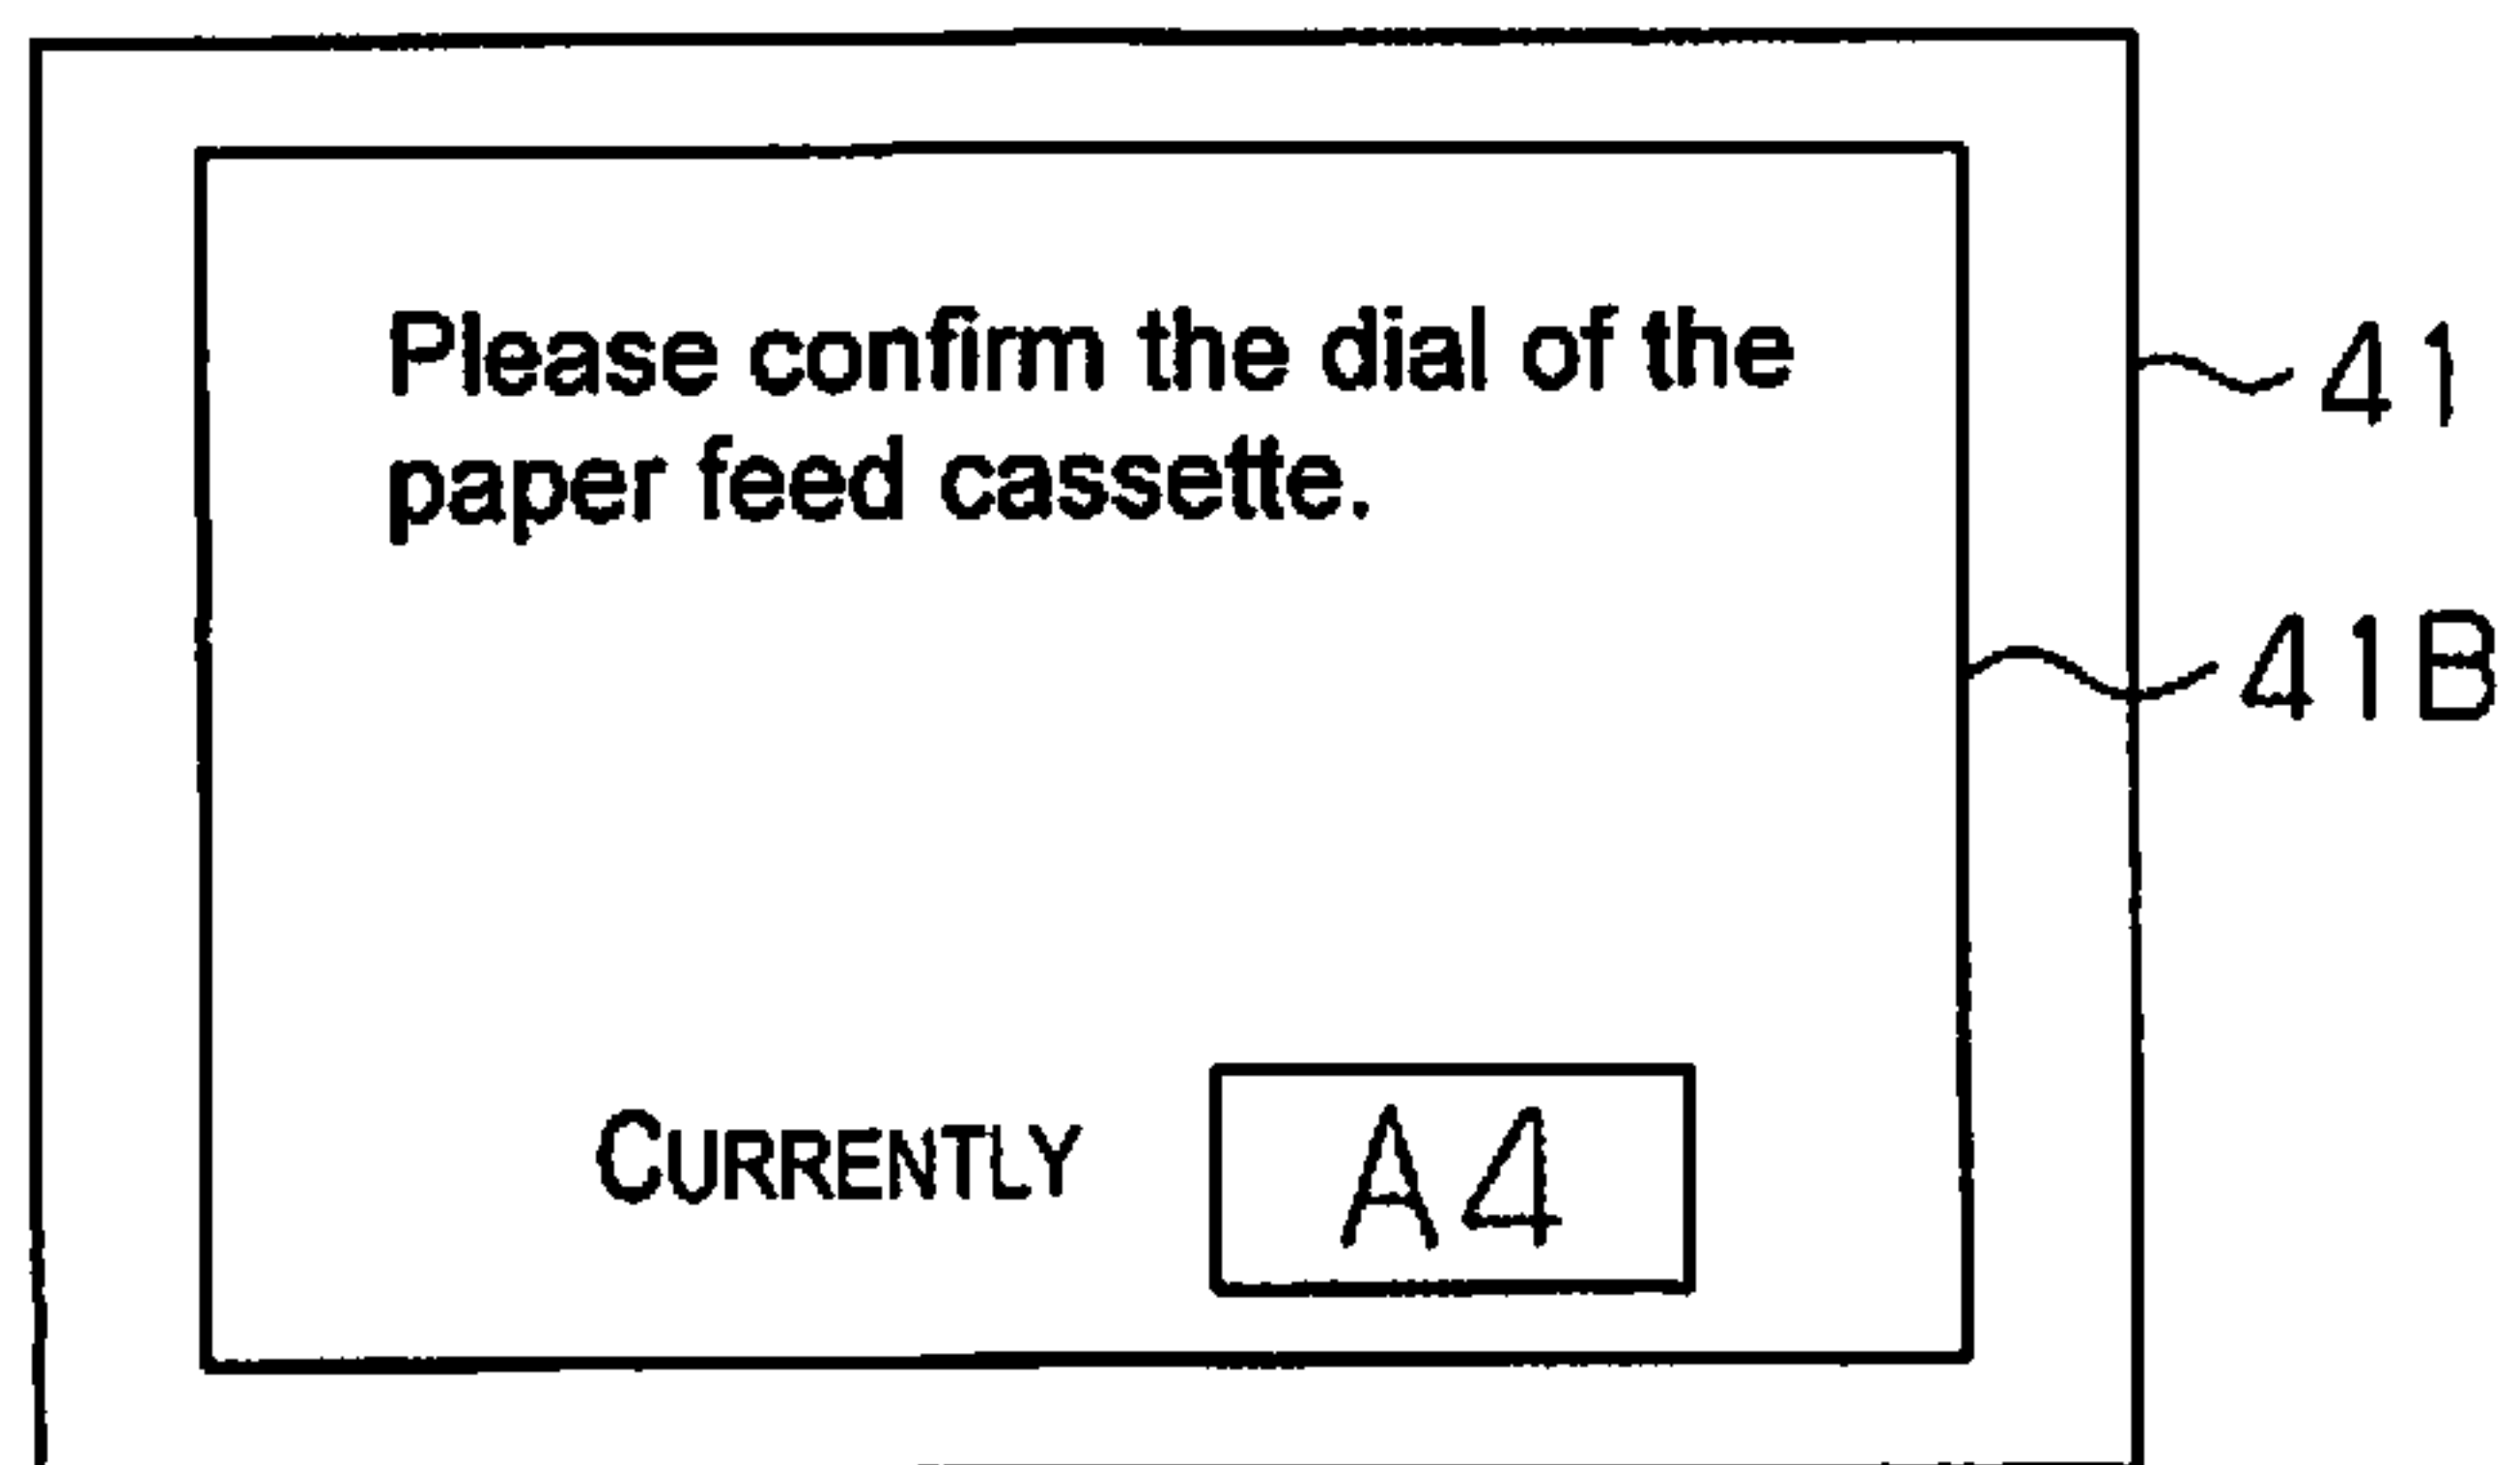 Please confirm the dial of the
paper feed cassette.
41
41B
CURRENTLY A4